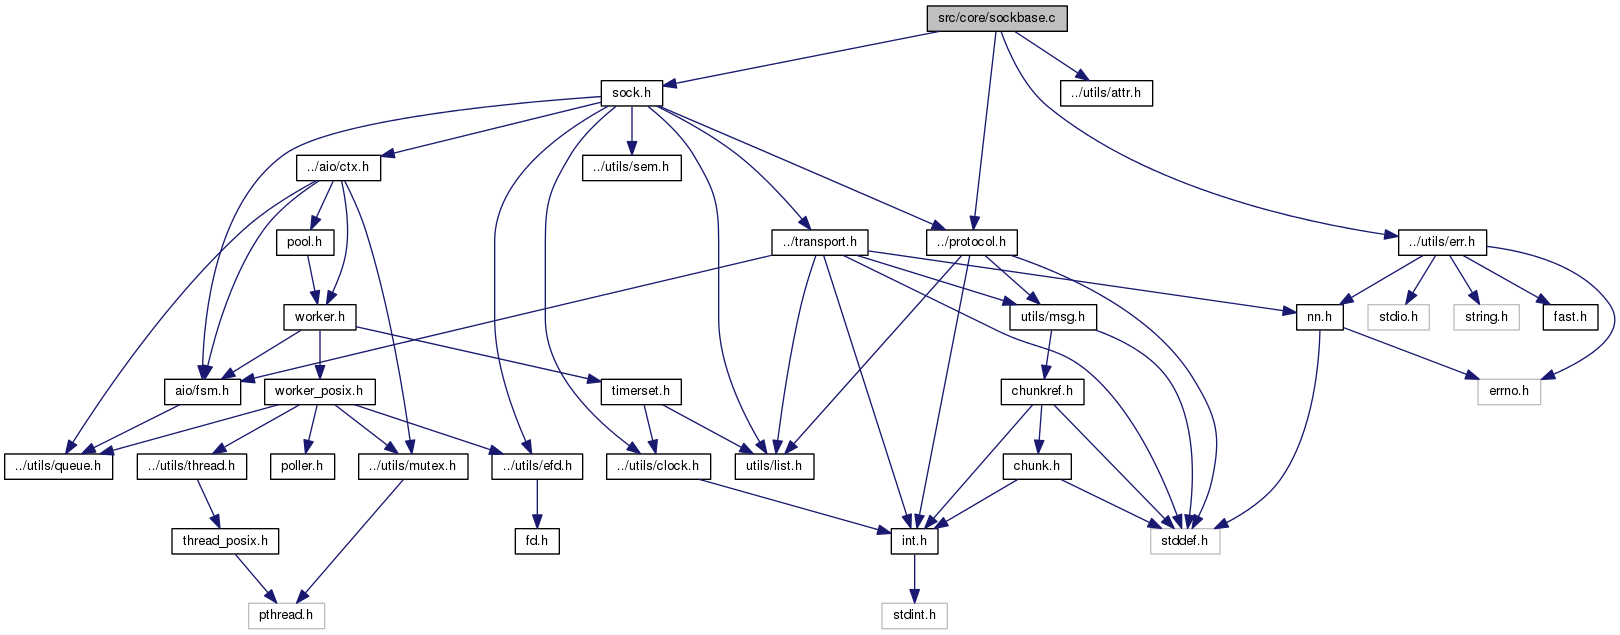 src/core/sockbase.c
sock.h
../utils/attr.h
../aio/ctx.h
../utils/sem.h
pool.h
../transport.h
../protocol.h
../utils/err.h
worker.h
utils/msg.h
nn.h
stdio.h
string.h
fast.h
aio/fsm.h
worker_posix.h
timerset.h
chunkref.h
errno.h
../utils/queue.h
../utils/thread.h
poller.h
../utils/mutex.h
../utils/efd.h
../utils/clock.h
utils/list.h
chunk.h
thread_posix.h
fd.h
int.h
stddef.h
pthread.h
stdint.h